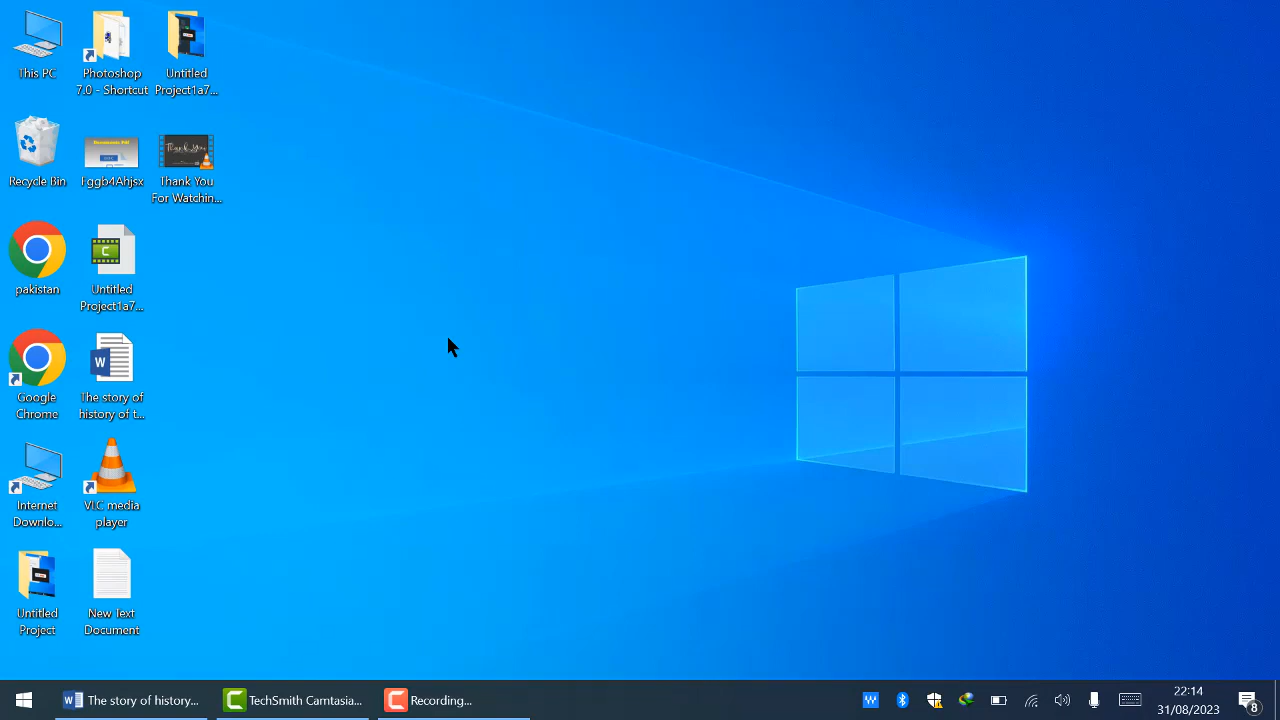 This PC
Photoshop
7.0 - Shortcut
Untitled
Project1a7...
Recycle Bin
Fggb4Ahjsx
Thank You
For Watchin...
pakistan
Untitled
Project1a7...
Google
Chrome
The story of
history of t...
Internet
Downlo...
VLC media
player
Untitled
Project
New Text
Document
The story of history...
TechSmith Camtasia...
Recording...
22:14
31/08/2023
8